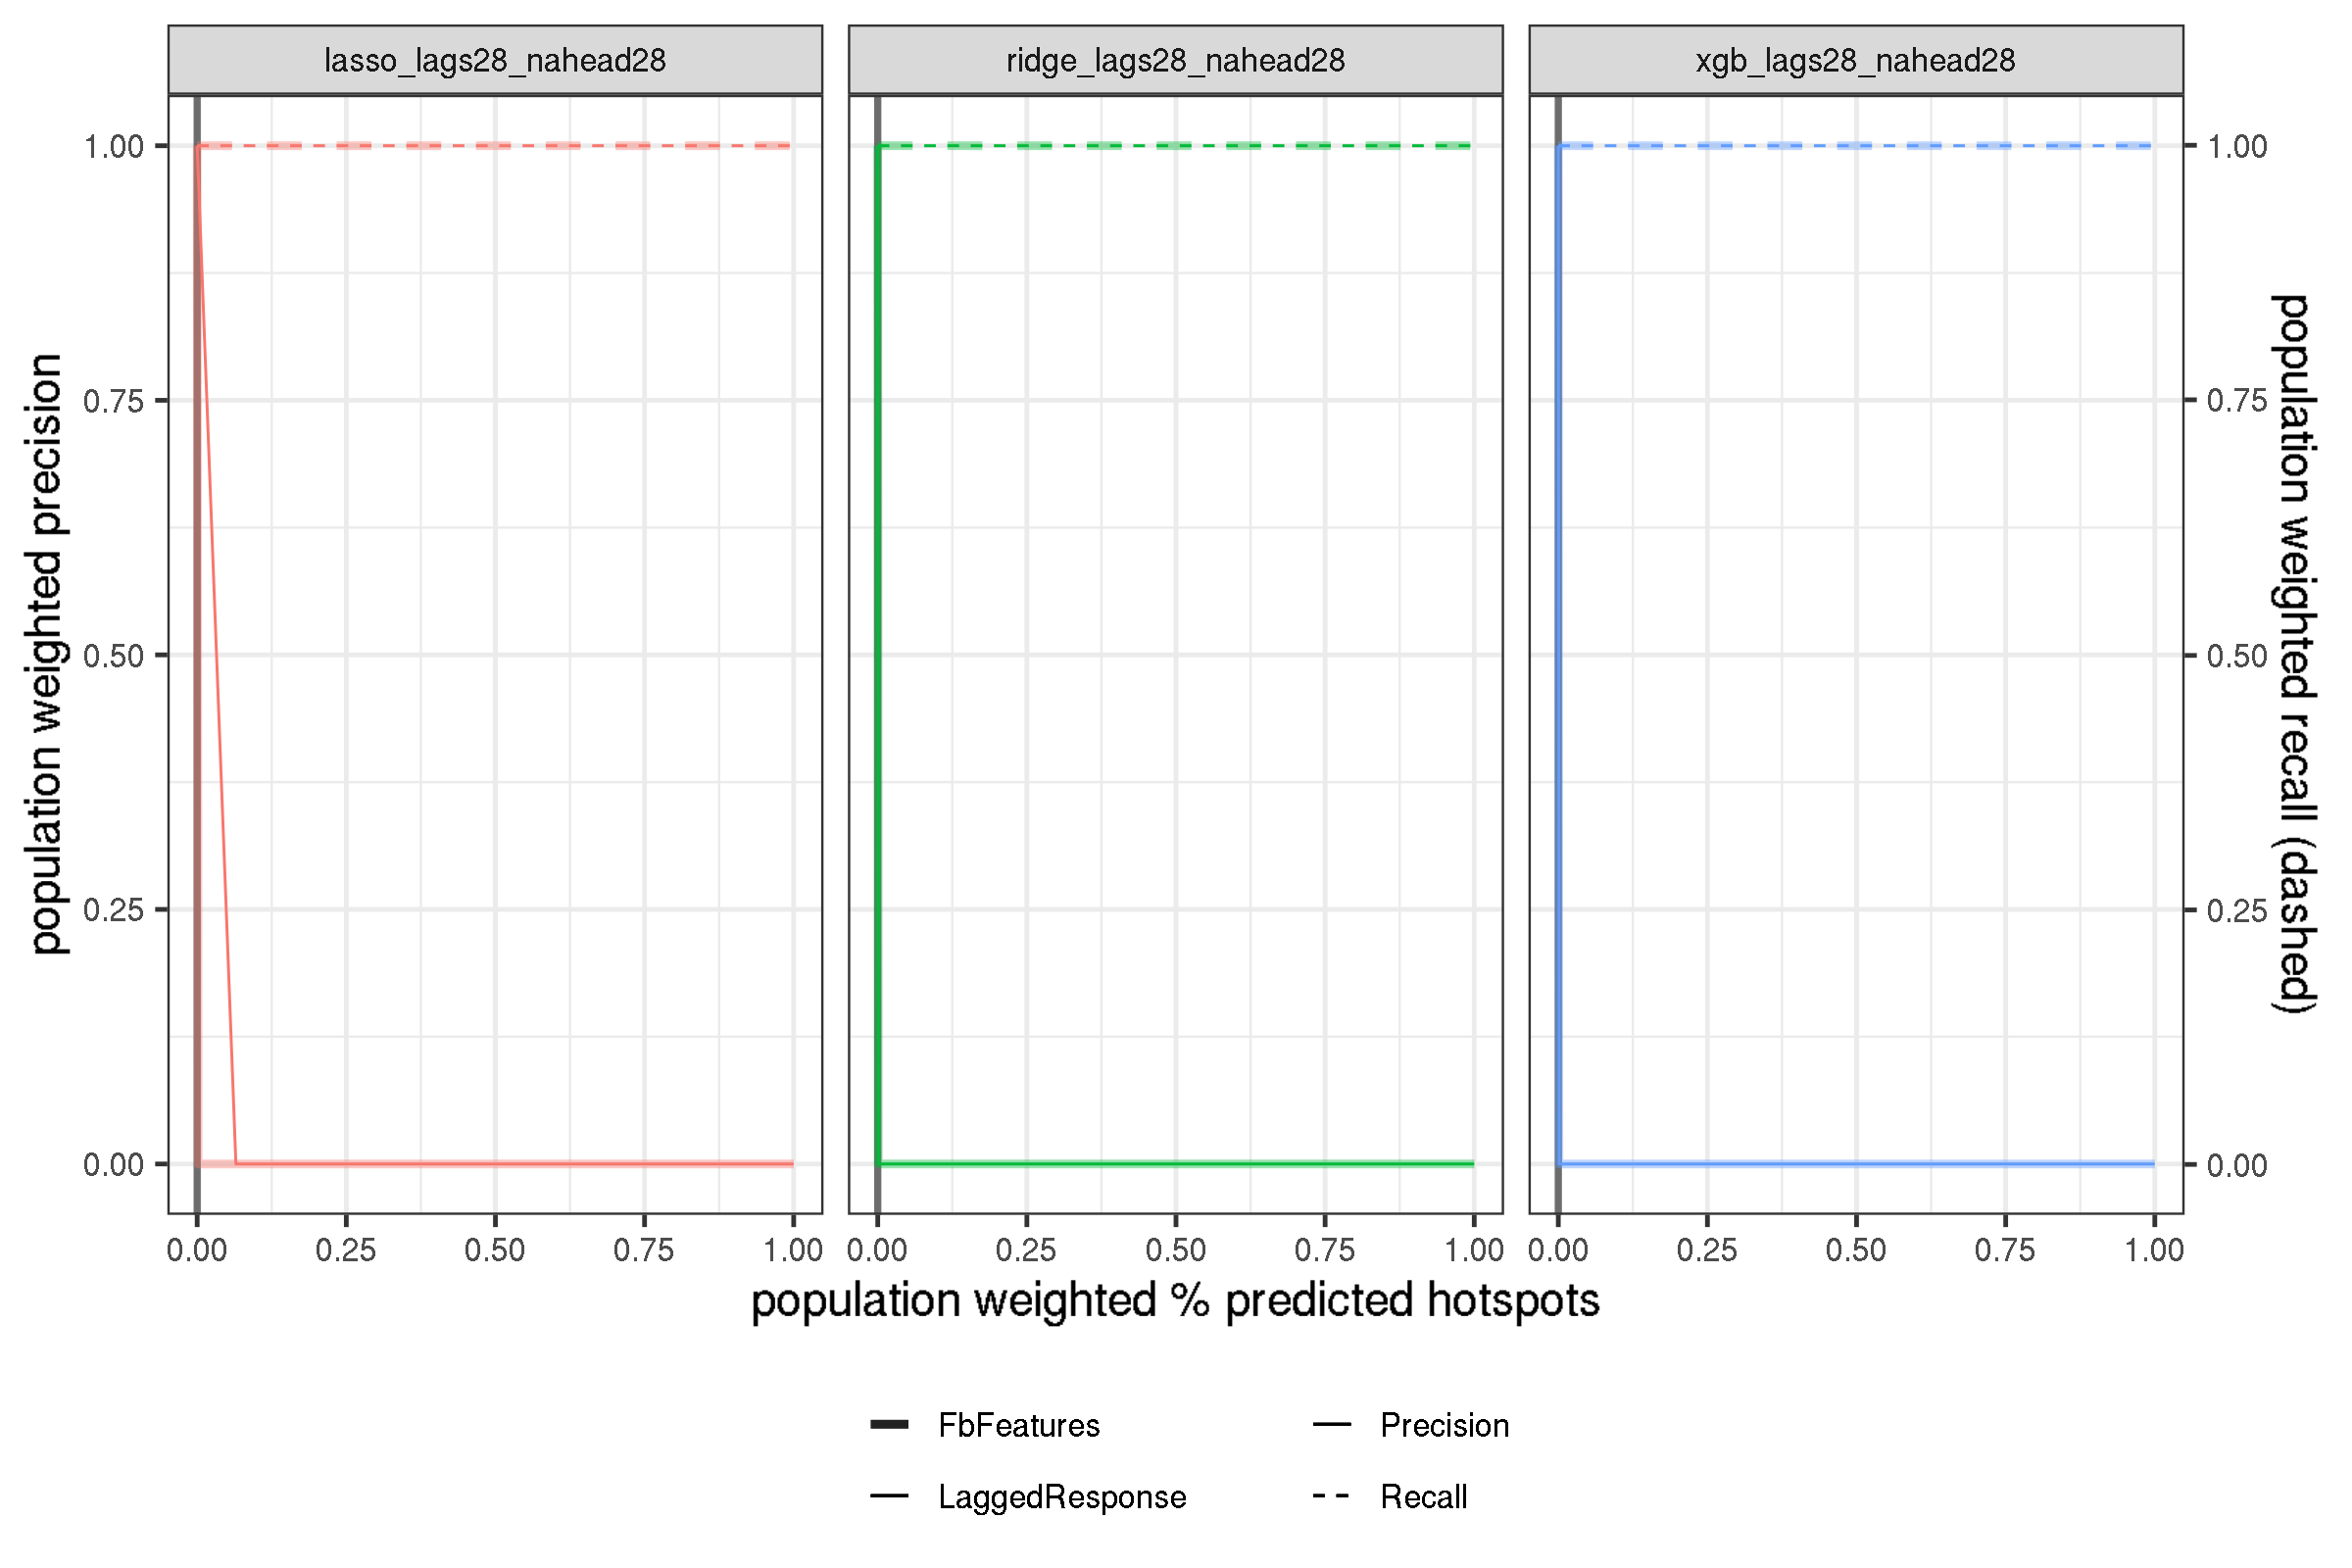 lasso_lags28_nahead28
ridge_lags28_nahead28
xgb_lags28_nahead28
population weighted precision
1.00
0.75
0.50
0.25
0.00
1.00
0.75
0.50
0.25
0.00
population weighted recall (dashed)
0.00 0.25 0.50 0.75 1.00
0.00 0.25 0.50 0.75 1.00
0.00 0.25 0.50 0.75 1.00
population weighted % predicted hotspots
FbFeatures
LaggedResponse
Precision
Recall